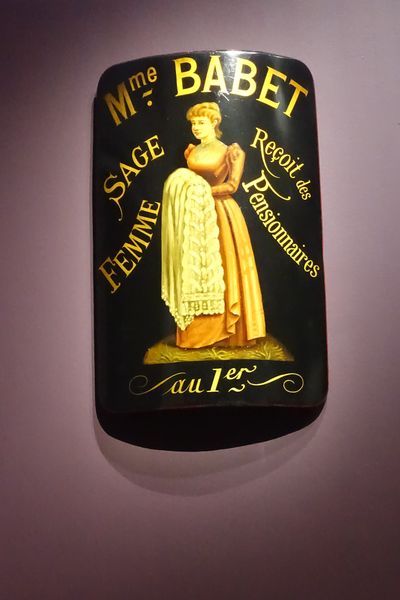 Mme BABET
SAGE
FEMME
Reçoit des
Pensionnaires
au 1er